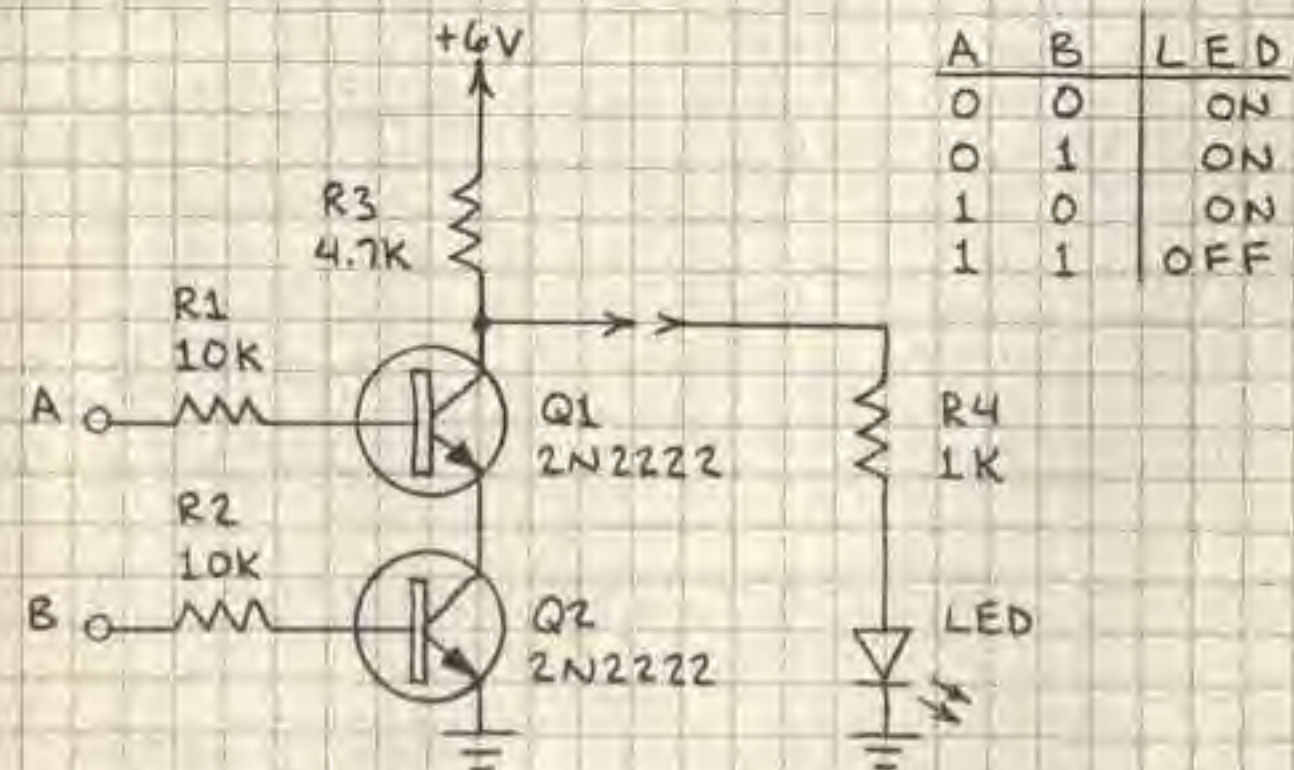 +6V
A B LED
0 0 ON
0 1 ON
1 0 ON
1 1 OFF
R3
4.7K
R1
10K
A
Q1
2N2222
R4
1K
R2
10K
B
Q2
2N2222
LED